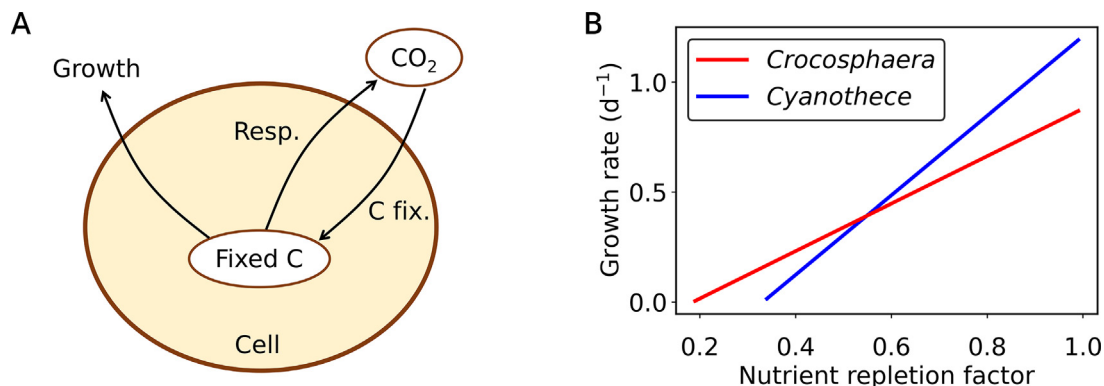 A
Growth
CO₂
Resp.
C fix.
Fixed C
Cell
B
Growth rate (d⁻¹)
1.0
0.5
0.0
Crocosphaera
Cyanothece
0.2 0.4 0.6 0.8 1.0
Nutrient repletion factor